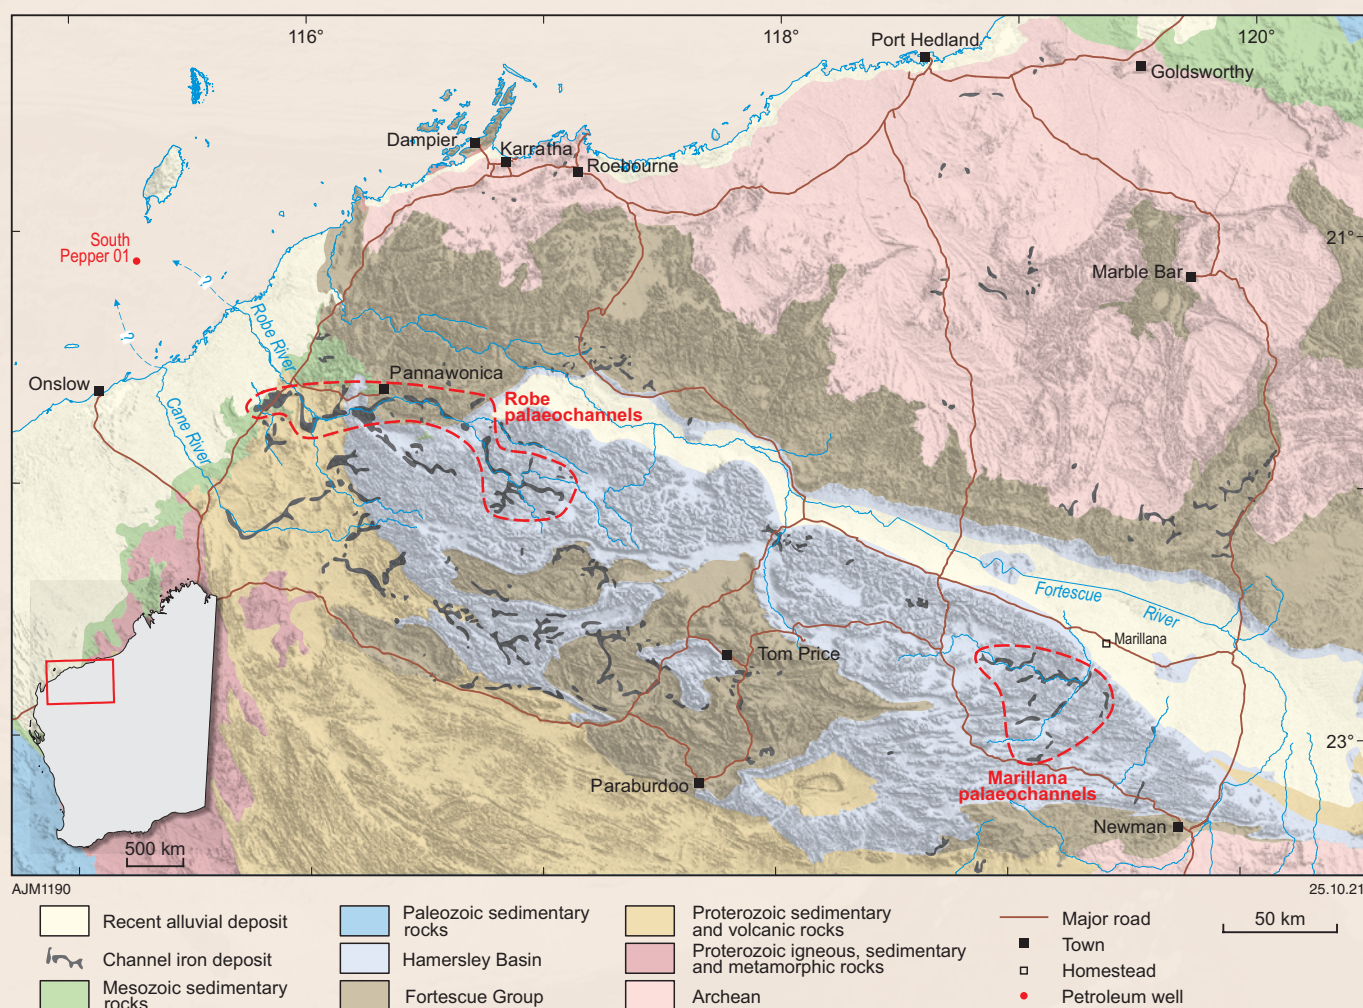 116°
118°
120°
Port Hedland
Goldsworthy
Dampier
Karratha
Roebourne
South
Pepper 01
21°
Marble Bar
?
?
Robe River
Onslow
Pannawonica
Robe
palaeochannels
Cane River
Fortescue
River
Marillana
Tom Price
23°
Paraburdoo
Marillana
palaeochannels
Newman
500 km
AJM1190
25.10.21
Recent alluvial deposit
Channel iron deposit
Mesozoic sedimentary
rocks
Paleozoic sedimentary
rocks
Hamersley Basin
Fortescue Group
Proterozoic sedimentary
and volcanic rocks
Proterozoic igneous, sedimentary
and metamorphic rocks
Archean
Major road
Town
Homestead
Petroleum well
50 km